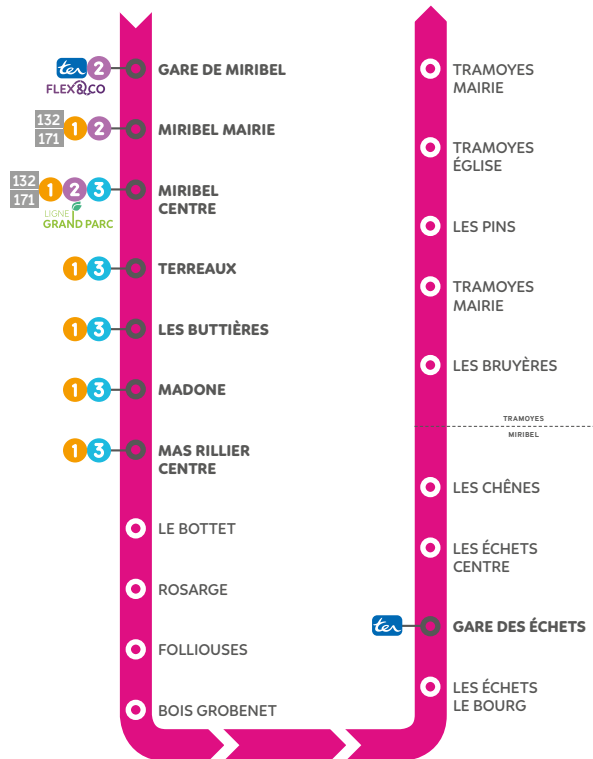 ter 2 GARE DE MIRIBEL
FLEX&CO
132
171
1 2 MIRIBEL MAIRIE
132
171
1 2 3 MIRIBEL
CENTRE
LIGNE
GRAND PARC
1 3 TERREAUX
1 3 LES BUTTIÈRES
1 3 MADONE
1 3 MAS RILLIER
CENTRE
LE BOTTET
ROSARGE
FOLLIOUSES
BOIS GROBENET
TRAMOYES
MAIRIE
TRAMOYES
ÉGLISE
LES PINS
TRAMOYES
MAIRIE
LES BRUYÈRES
TRAMOYES
MIRIBEL
LES CHÊNES
LES ÉCHETS
CENTRE
ter GARE DES ÉCHETS
LES ÉCHETS
LE BOURG